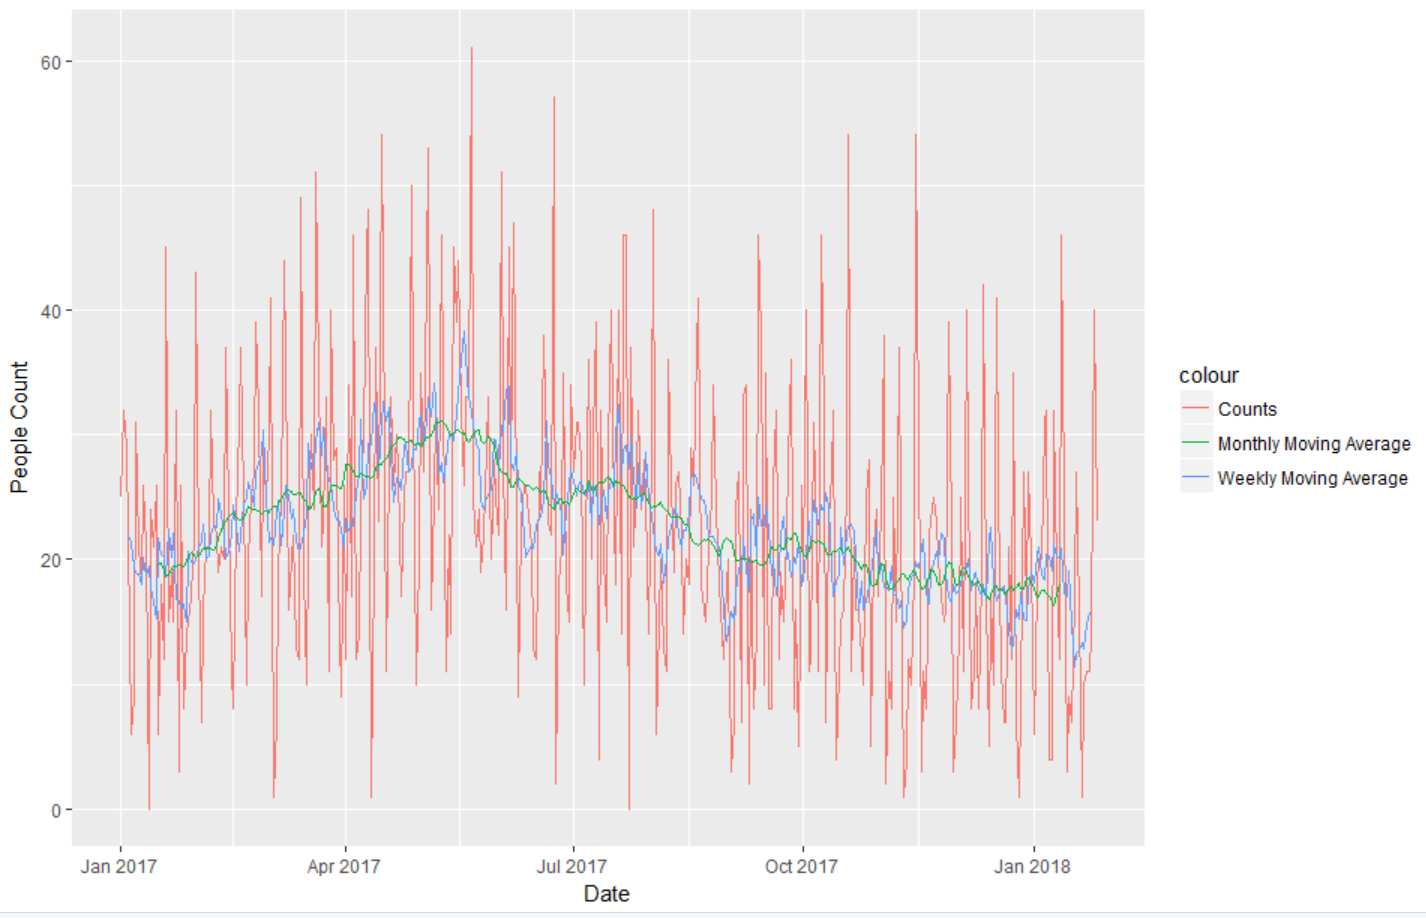 60
40
20
0
People Count
Jan 2017
Apr 2017
Jul 2017
Oct 2017
Jan 2018
Date
colour
Counts
Monthly Moving Average
Weekly Moving Average